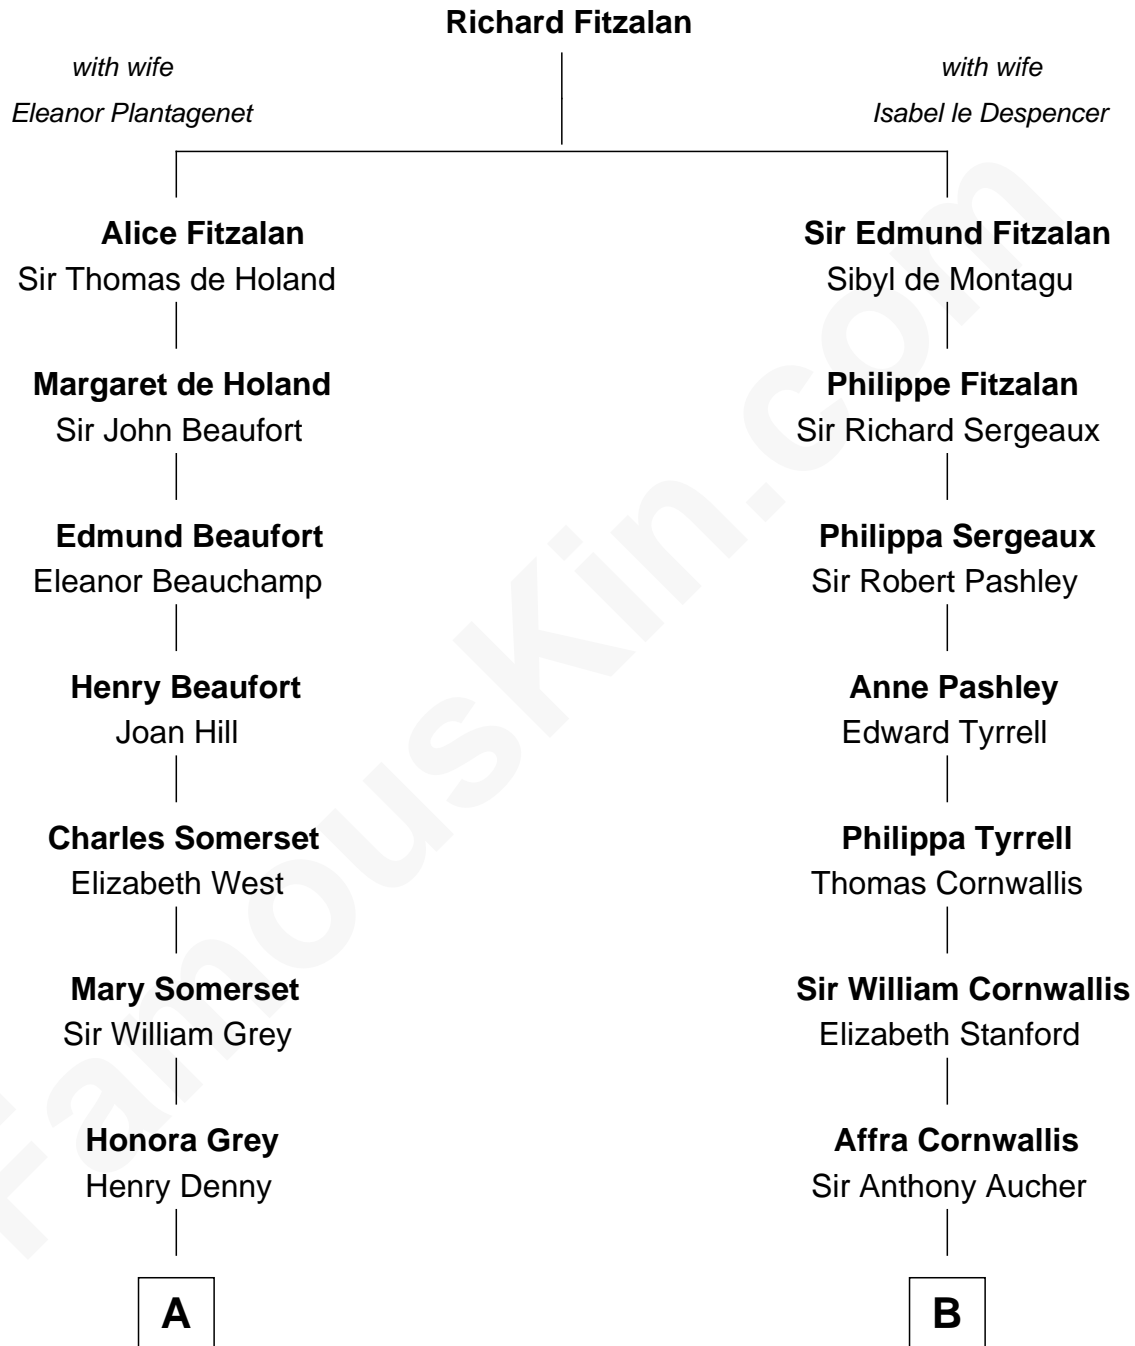 Richard Fitzalan
with wife
Eleanor Plantagenet
with wife
Isabel le Despencer
Alice Fitzalan
Sir Thomas de Holand
Sir Edmund Fitzalan
Sibyl de Montagu
Margaret de Holand
Sir John Beaufort
Philippe Fitzalan
Sir Richard Sergeaux
Edmund Beaufort
Eleanor Beauchamp
Philippa Sergeaux
Sir Robert Pashley
Henry Beaufort
Joan Hill
Anne Pashley
Edward Tyrrell
Charles Somerset
Elizabeth West
Philippa Tyrrell
Thomas Cornwallis
Mary Somerset
Sir William Grey
Sir William Cornwallis
Elizabeth Stanford
Honora Grey
Henry Denny
Affra Cornwallis
Sir Anthony Aucher
A
B
FamousKin.com